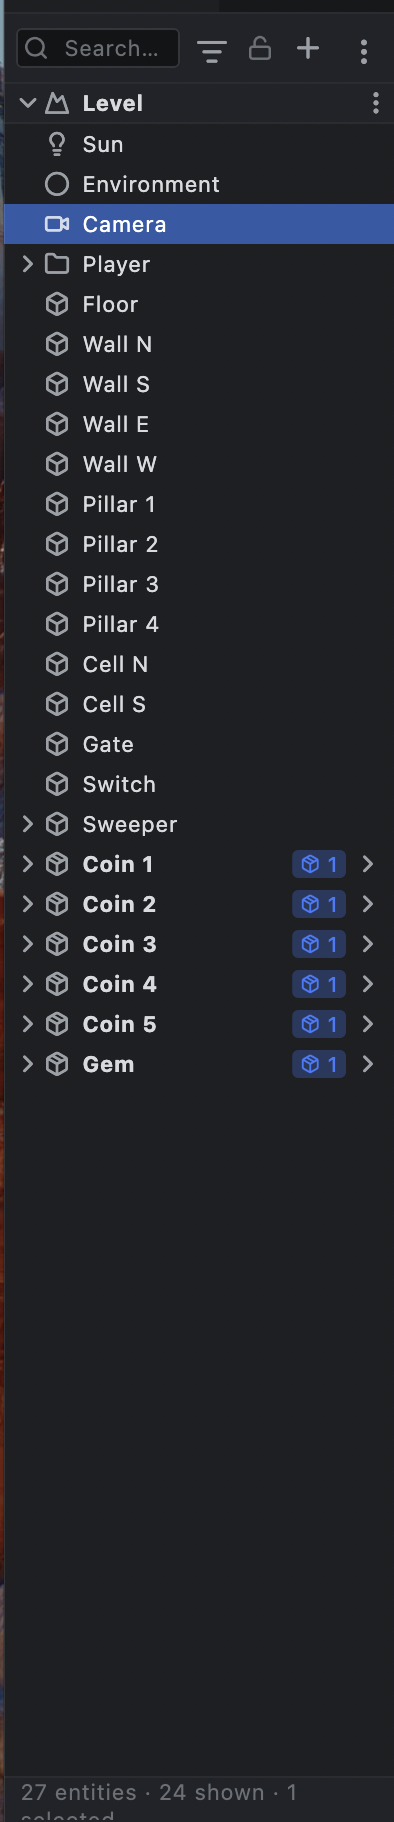 Search...
Level
Sun
Environment
Camera
Player
Floor
Wall N
Wall S
Wall E
Wall W
Pillar 1
Pillar 2
Pillar 3
Pillar 4
Cell N
Cell S
Gate
Switch
Sweeper
Coin 1 1
Coin 2 1
Coin 3 1
Coin 4 1
Coin 5 1
Gem 1
27 entities · 24 shown · 1
selected